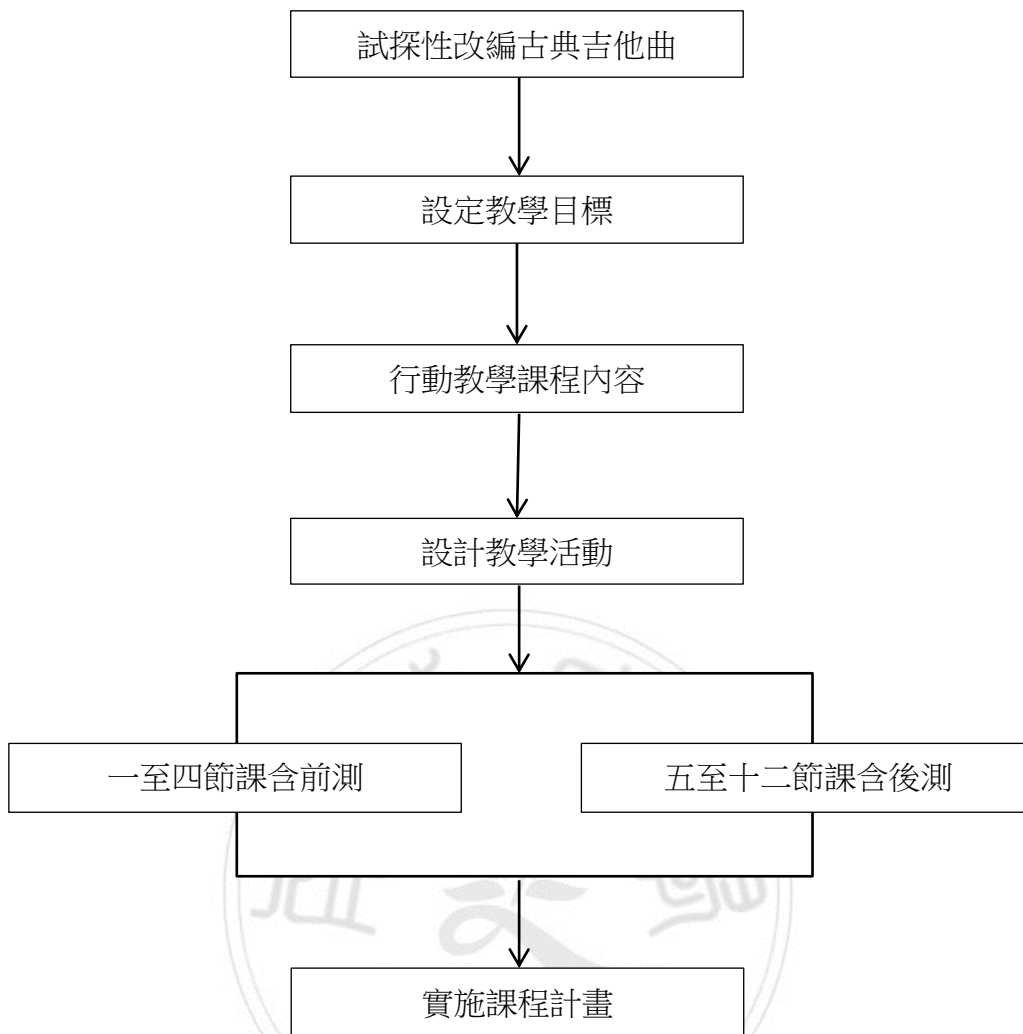 試探性改編古典吉他曲
設定教學目標
行動教學課程內容
設計教學活動
一至四節課含前測
五至十二節課含後測
實施課程計畫